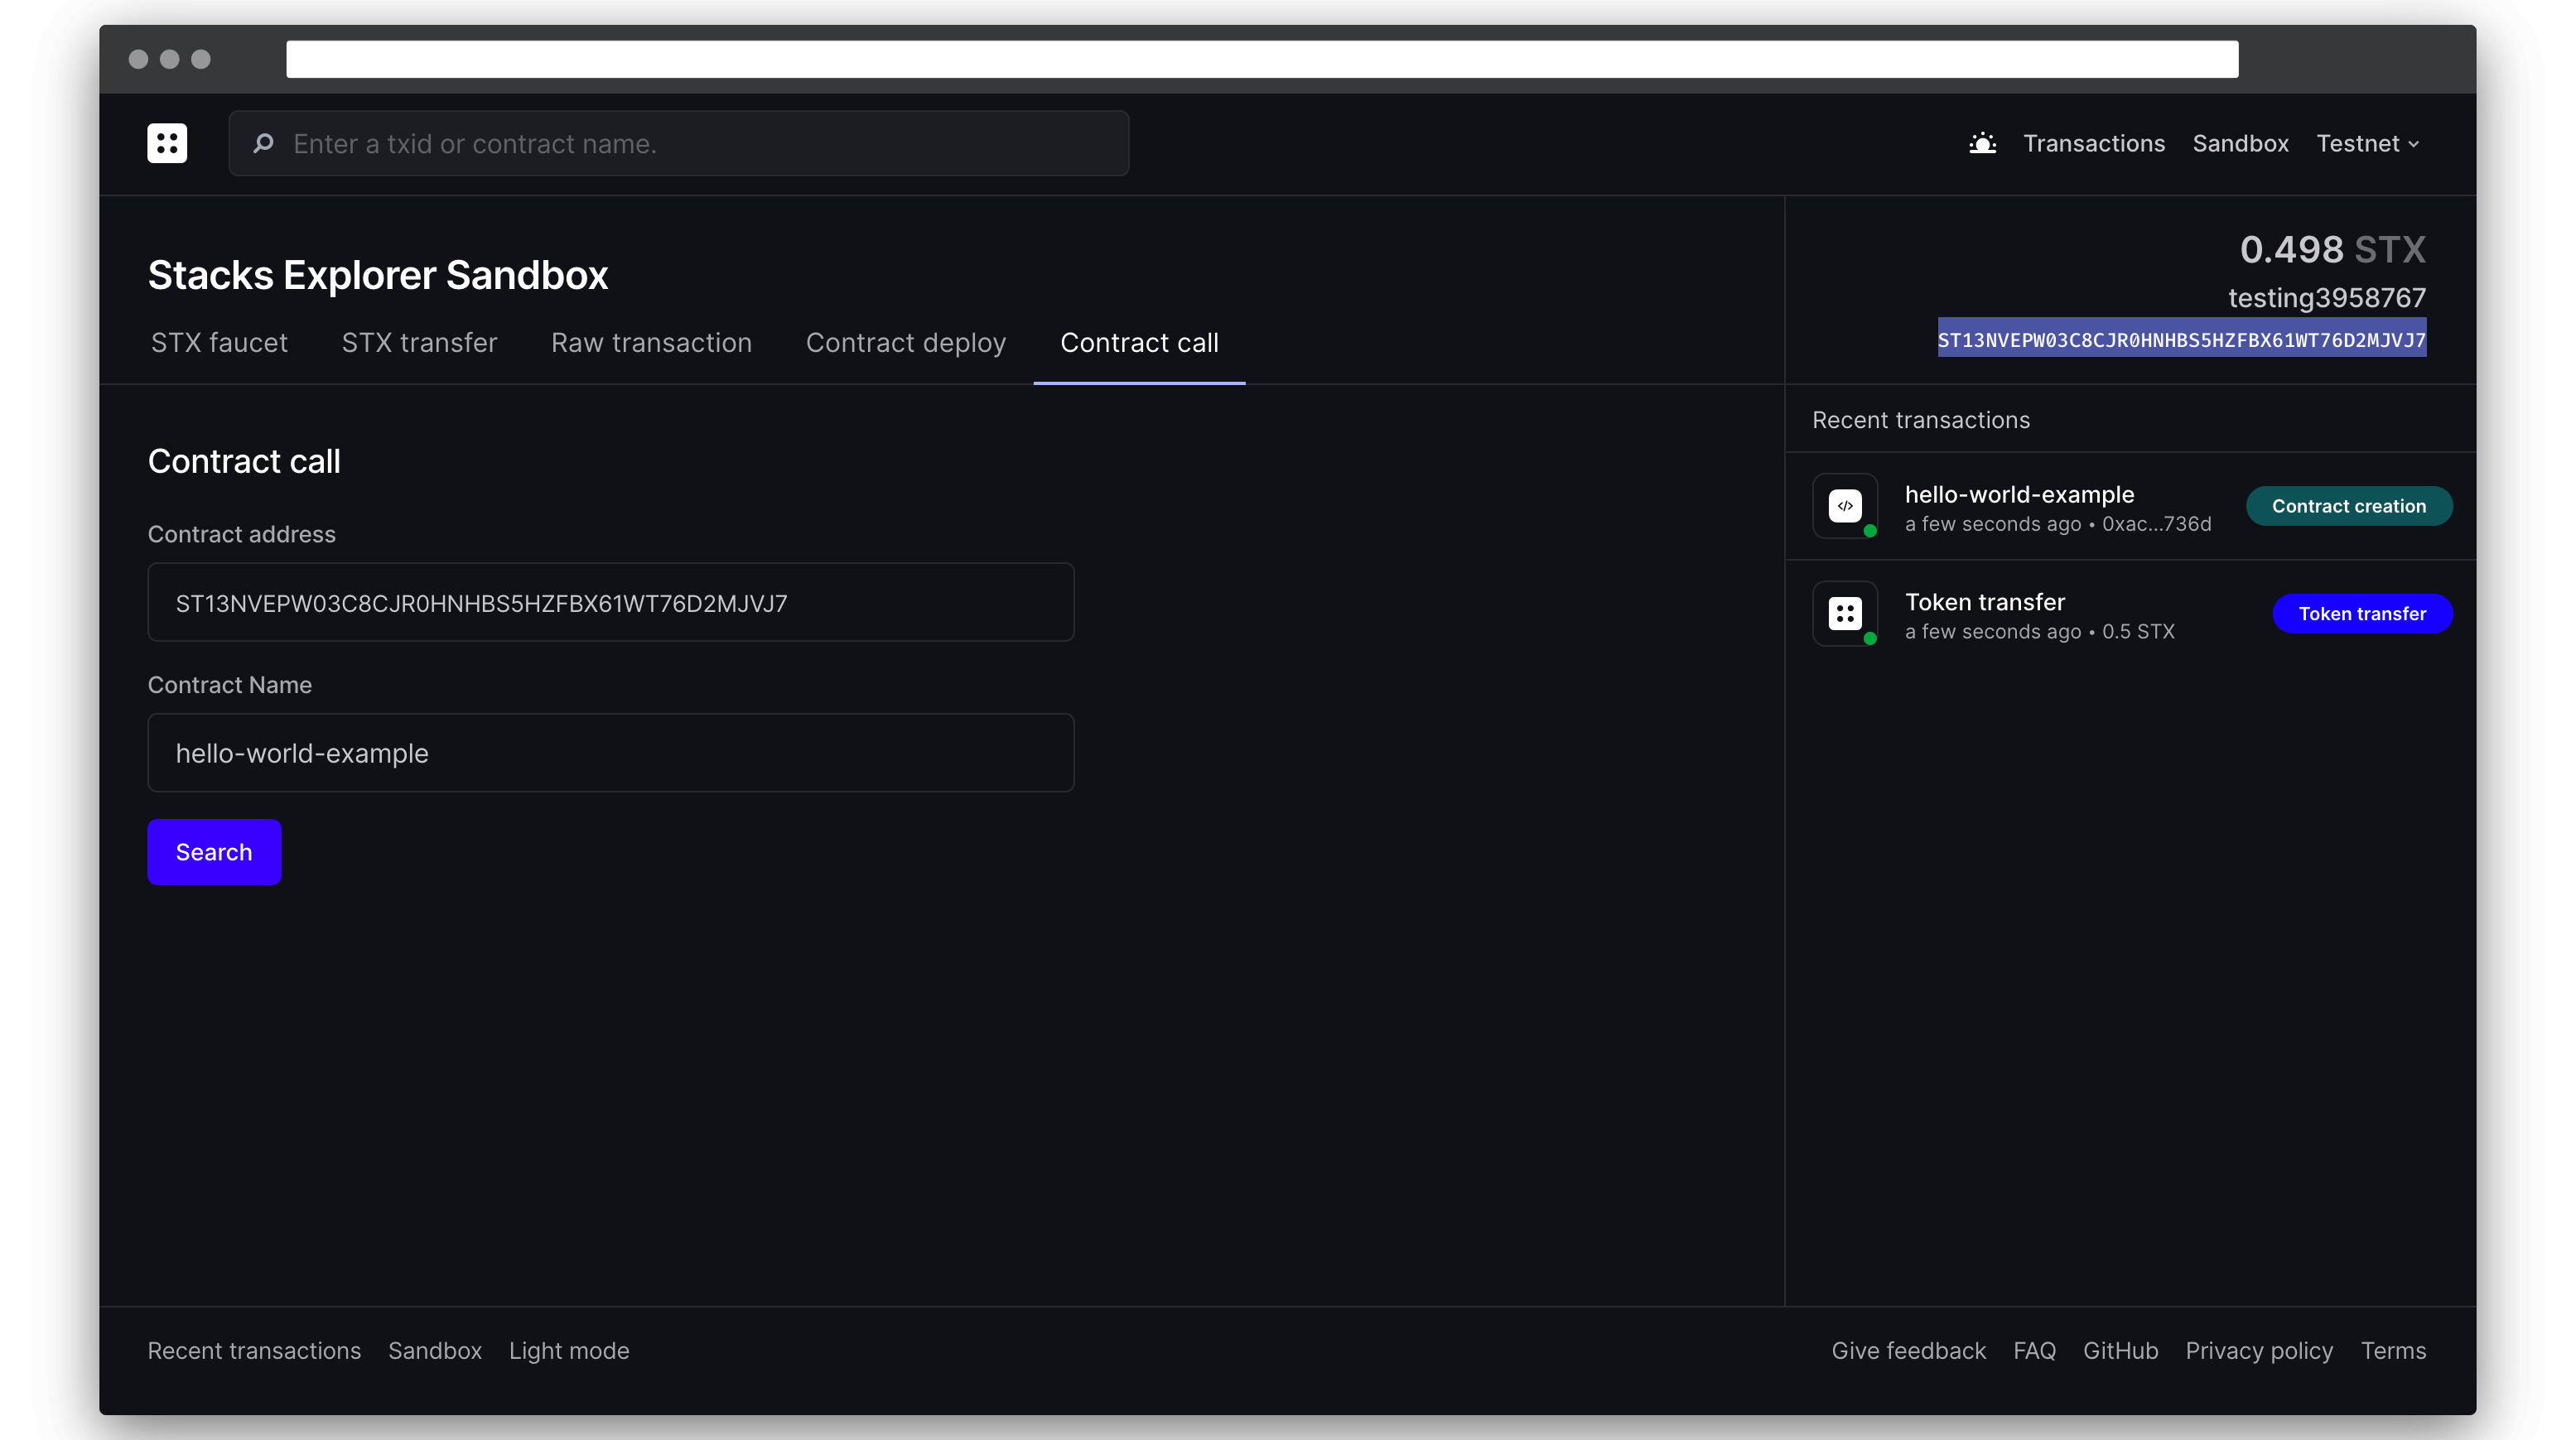 Enter a txid or contract name.
Transactions Sandbox Testnet
Stacks Explorer Sandbox
STX faucet STX transfer Raw transaction Contract deploy Contract call
0.498 STX
testing3958767
ST13NVEPW03C8CJR0HNHBS5HZFBX61WT76D2MJVJ7
Contract call
Contract address
ST13NVEPW03C8CJR0HNHBS5HZFBX61WT76D2MJVJ7
Contract Name
hello-world-example
Search
Recent transactions
</>
hello-world-example
a few seconds ago • 0xac...736d
Contract creation
Token transfer
a few seconds ago • 0.5 STX
Token transfer
Recent transactions Sandbox Light mode
Give feedback FAQ GitHub Privacy policy Terms